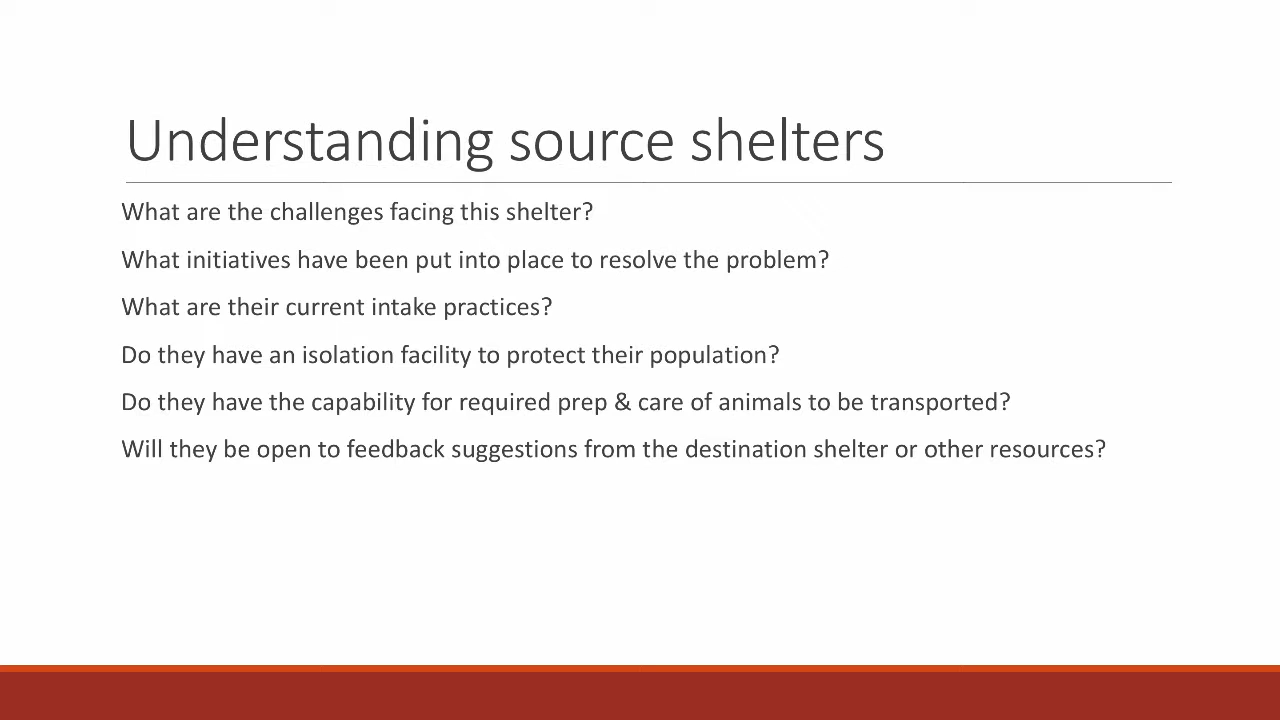 Understanding source shelters
What are the challenges facing this shelter?
What initiatives have been put into place to resolve the problem?
What are their current intake practices?
Do they have an isolation facility to protect their population?
Do they have the capability for required prep & care of animals to be transported?
Will they be open to feedback suggestions from the destination shelter or other resources?